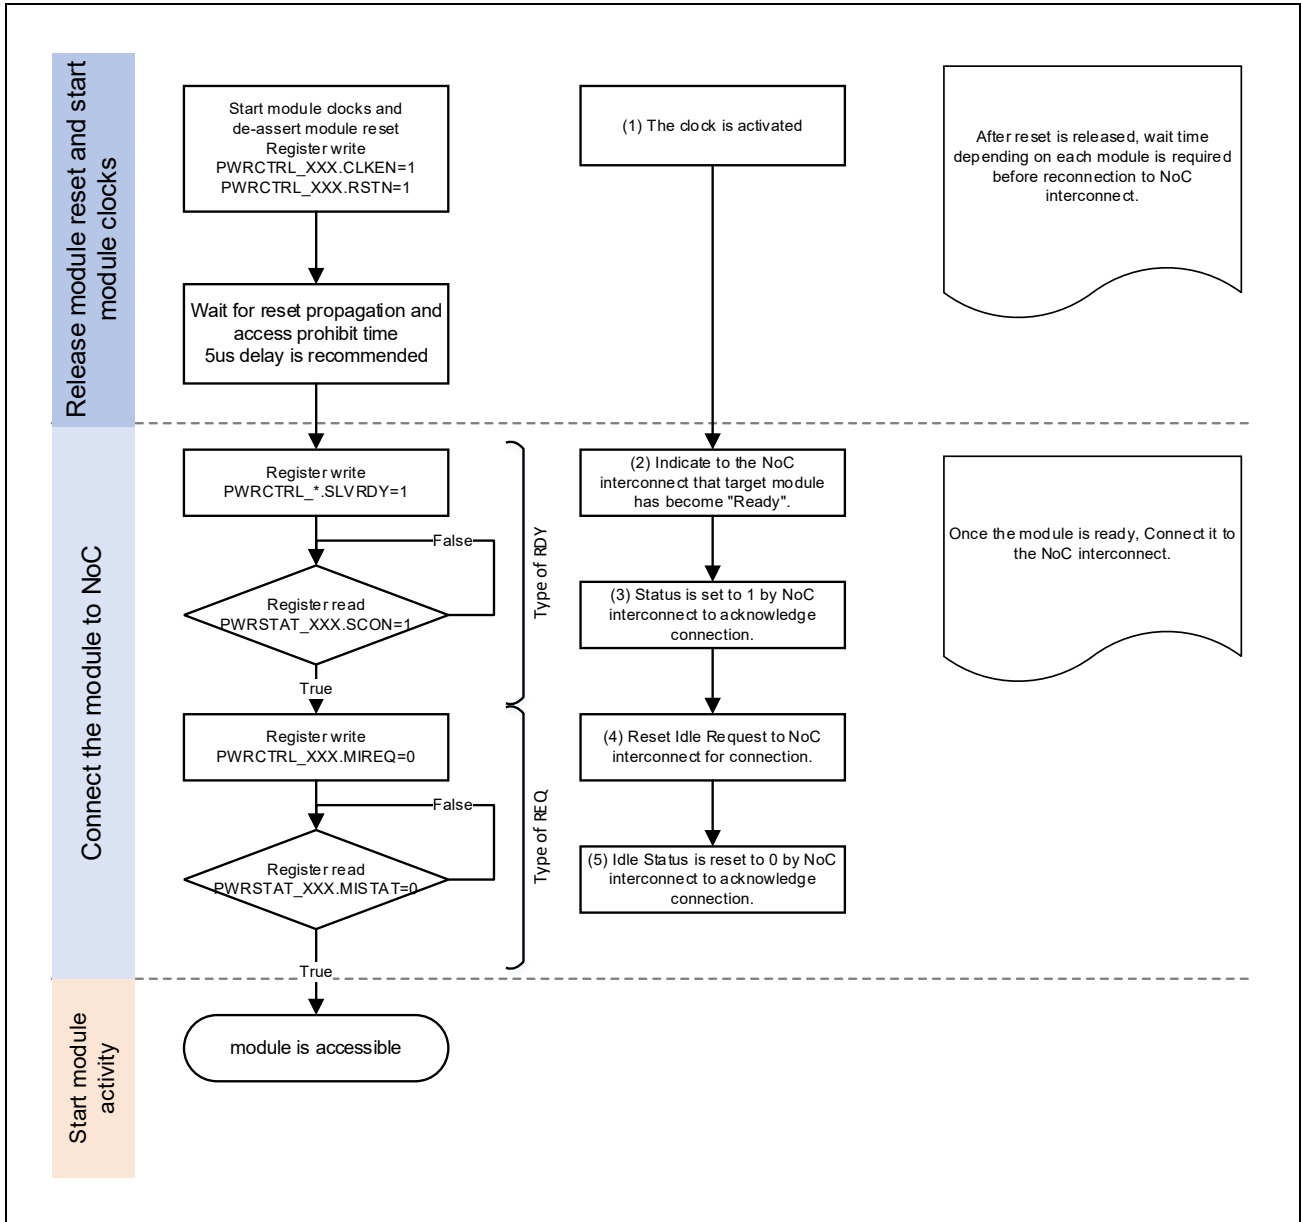 Release module reset and start
module clocks
Start module clocks and
de-assert module reset
Register write
PWRCTRL_XXX.CLKEN=1
PWRCTRL_XXX.RSTN=1
(1) The clock is activated
After reset is released, wait time
depending on each module is required
before reconnection to NoC
interconnect.
Wait for reset propagation and
access prohibit time
5us delay is recommended
Connect the module to NoC
Register write
PWRCTRL_*.SLVRDY=1
False
Register read
PWRSTAT_XXX.SCON=1
True
Type of RDY
(2) Indicate to the NoC
interconnect that target module
has become "Ready".
(3) Status is set to 1 by NoC
interconnect to acknowledge
connection.
Once the module is ready, Connect it to
the NoC interconnect.
Register write
PWRCTRL_XXX.MIREQ=0
False
Register read
PWRSTAT_XXX.MISTAT=0
True
Type of REQ
(4) Reset Idle Request to NoC
interconnect for connection.
(5) Idle Status is reset to 0 by NoC
interconnect to acknowledge
connection.
Start module
activity
module is accessible